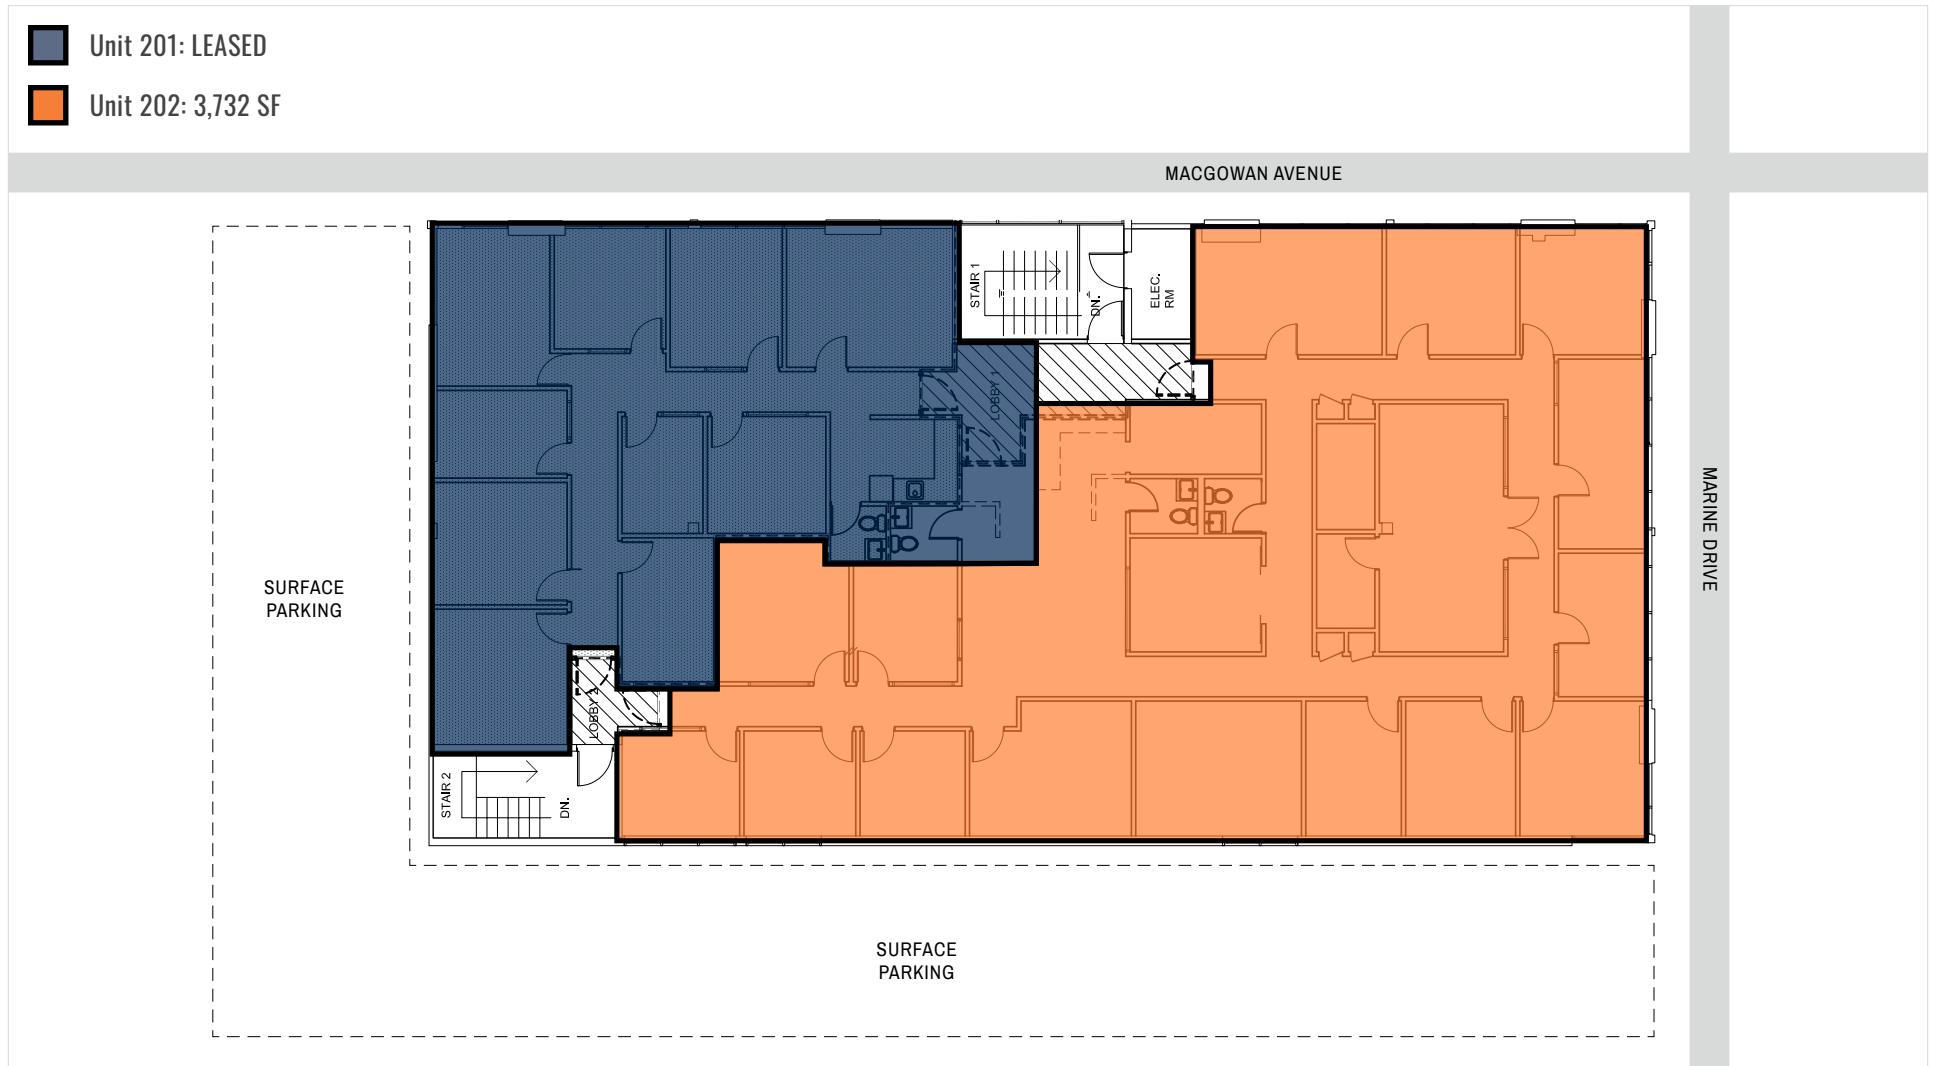 Unit 201: LEASED
Unit 202: 3,732 SF
MACGOWAN AVENUE
STAIR 1
DN.
ELEC.
RM
LOBBY 1
MARINE DRIVE
SURFACE
PARKING
LOBBY 2
STAIR 2
DN.
SURFACE
PARKING